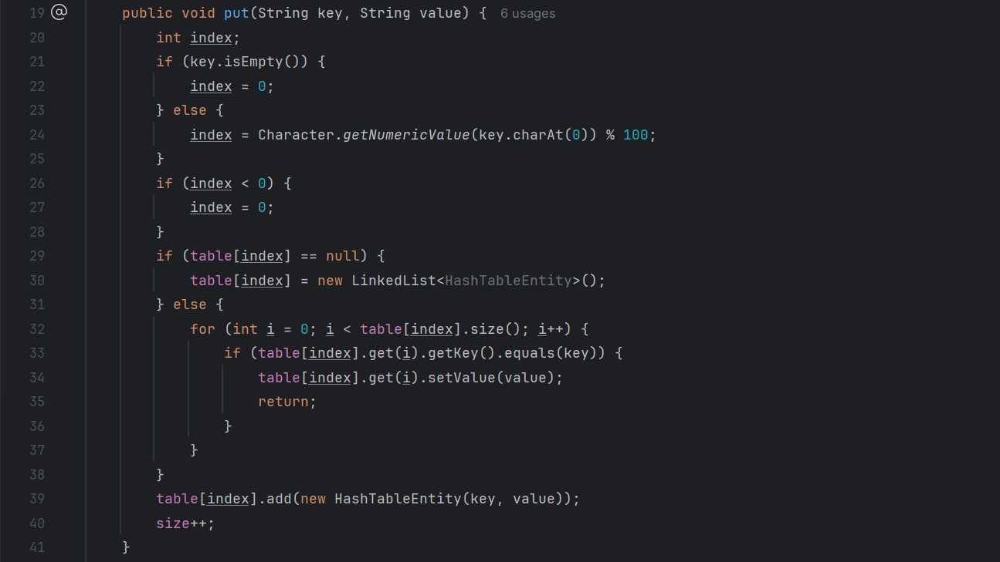 19 @ public void put(String key, String value) { 6 usages
20 int index;
21 if (key.isEmpty()) {
22 index = 0;
23 } else {
24 index = Character.getNumericValue(key.charAt(0)) % 100;
25 }
26 if (index < 0) {
27 index = 0;
28 }
29 if (table[index] == null) {
30 table[index] = new LinkedList<HashTableEntity>();
31 } else {
32 for (int i = 0; i < table[index].size(); i++) {
33 if (table[index].get(i).getKey().equals(key)) {
34 table[index].get(i).setValue(value);
35 return;
36 }
37 }
38 }
39 table[index].add(new HashTableEntity(key, value));
40 size++;
41 }